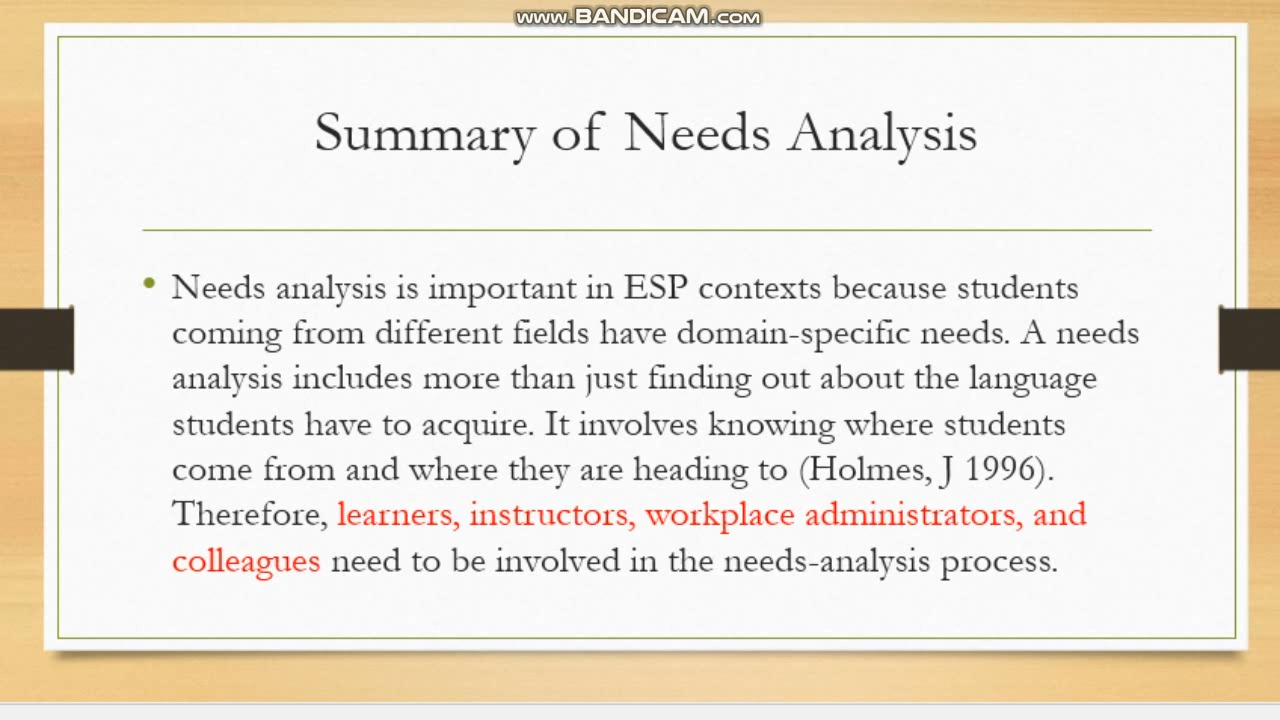 www.BANDICAM.com
Summary of Needs Analysis
• Needs analysis is important in ESP contexts because students
coming from different fields have domain-specific needs. A needs
analysis includes more than just finding out about the language
students have to acquire. It involves knowing where students
come from and where they are heading to (Holmes, J 1996).
Therefore, learners, instructors, workplace administrators, and
colleagues need to be involved in the needs-analysis process.